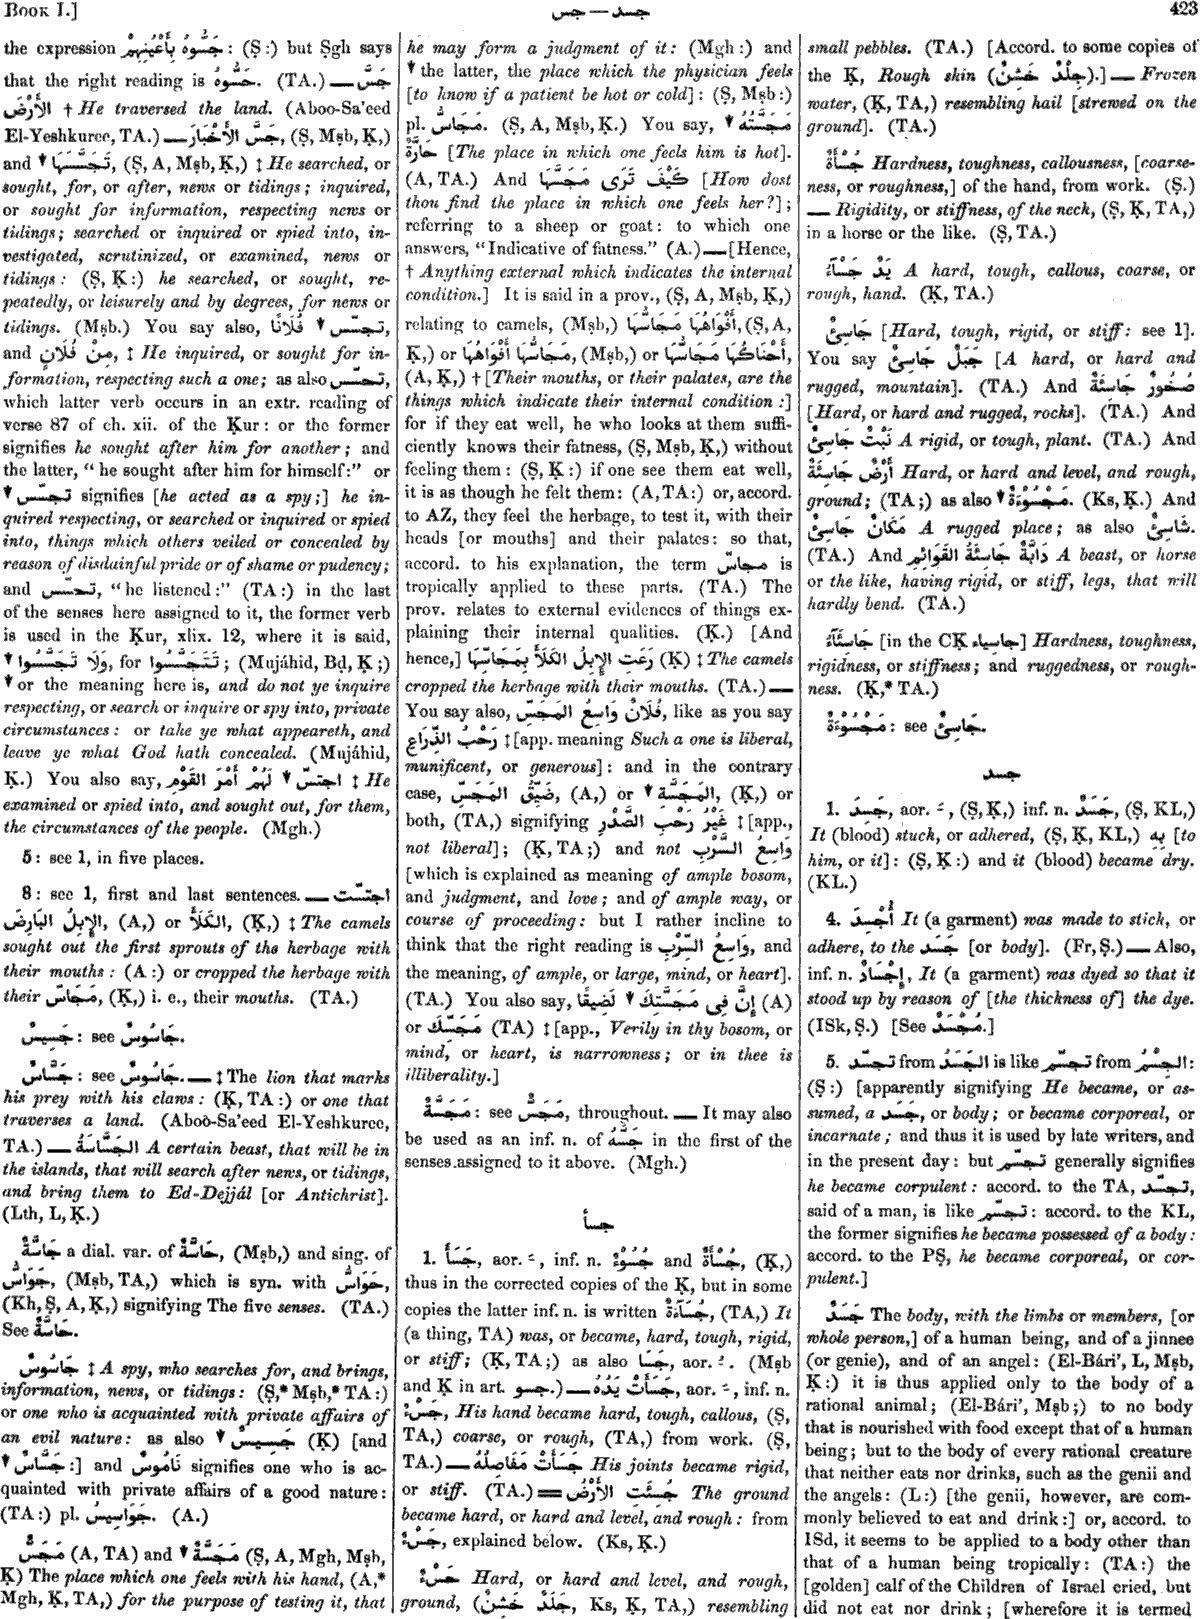 BOOK I.]
جسد — جس
423
the expression جَسُّوهُ بِأَعْيُنِهِمْ: (Ṣ:) but Sgh says
that the right reading is حَسُّوهُ. (TA.) — جَسَّ
الأَرْضَ † He traversed the land. (Aboo-Sa'eed
El-Yeshkuree, TA.) — جَسَّ الأَخْبَارَ, (Ṣ, Mṣb, Ḳ,)
and ▼ تَجَسَّسَهَا, (Ṣ, A, Mṣb, Ḳ,) ‡ He searched, or
sought, for, or after, news or tidings; inquired,
or sought for information, respecting news or
tidings; searched or inquired or spied into, in-
vestigated, scrutinized, or examined, news or
tidings: (Ṣ, Ḳ:) he searched, or sought, re-
peatedly, or leisurely and by degrees, for news or
tidings. (Mṣb.) You say also, ▼ تجسّس فُلَانًا,
and مِنْ فُلَانٍ, ‡ He inquired, or sought for in-
formation, respecting such a one; as also تحسّس,
which latter verb occurs in an extr. reading of
verse 87 of ch. xii. of the Ḳur: or the former
signifies he sought after him for another; and
the latter, "he sought after him for himself:" or
▼ تجسّس signifies [he acted as a spy;] he in-
quired respecting, or searched or inquired or spied
into, things which others veiled or concealed by
reason of disdainful pride or of shame or pudency;
and تحسّس, "he listened:" (TA:) in the last
of the senses here assigned to it, the former verb
is used in the Ḳur, xlix. 12, where it is said,
▼ وَلَا تَجَسَّسُوا, for تَتَجَسَّسُوا; (Mujáhid, Bḍ, Ḳ;)
▼ or the meaning here is, and do not ye inquire
respecting, or search or inquire or spy into, private
circumstances: or take ye what appeareth, and
leave ye what God hath concealed. (Mujáhid,
Ḳ.) You also say, اجتسّ ▼ لَهُمْ أَمْرَ القَوْمِ ‡ He
examined or spied into, and sought out, for them,
the circumstances of the people. (Mgh.)
5: see 1, in five places.
8: see 1, first and last sentences. — اجتسّت
الإِبِلُ البَارِضَ, (A,) or الكَلَأَ, (Ḳ,) ‡ The camels
sought out the first sprouts of the herbage with
their mouths: (A:) or cropped the herbage with
their مَجَاسّ, (Ḳ,) i. e., their mouths. (TA.)
جَسِيسٌ: see جَاسُوسٌ.
جَسَّاسٌ: see جَاسُوسٌ. — ‡ The lion that marks
his prey with his claws: (Ḳ, TA:) or one that
traverses a land. (Aboò-Sa'eed El-Yeshkuree,
TA.) — الجَسَّاسَةُ A certain beast, that will be in
the islands, that will search after news, or tidings,
and bring them to Ed-Dejjál [or Antichrist].
(Lth, L, Ḳ.)
جَاسَّةٌ a dial. var. of حَاسَّةٌ, (Mṣb,) and sing. of
جَوَاسُّ, (Mṣb, TA,) which is syn. with حَوَاسُّ,
(Kh, Ṣ, A, Ḳ,) signifying The five senses. (TA.)
See حَاسَّةٌ.
جَاسُوسٌ ‡ A spy, who searches for, and brings,
information, news, or tidings: (Ṣ,* Mṣb,* TA:)
or one who is acquainted with private affairs of
an evil nature: as also ▼ جَسِيسٌ (Ḳ) [and
▼ جَسَّاسٌ:] and نَامُوسٌ signifies one who is ac-
quainted with private affairs of a good nature:
(TA:) pl. جَوَاسِيسُ. (A.)
مَجَسٌّ (A, TA) and ▼ مَجَسَّةٌ (Ṣ, A, Mgh, Mṣb,
Ḳ) The place which one feels with his hand, (A,*
Mgh, Ḳ, TA,) for the purpose of testing it, that
he may form a judgment of it: (Mgh:) and
▼ the latter, the place which the physician feels
[to know if a patient be hot or cold]: (Ṣ, Mṣb:)
pl. مَجَاسُّ. (Ṣ, A, Mṣb, Ḳ.) You say, ▼ مَجَسَّتُهُ
حَارَّةٌ [The place in which one feels him is hot].
(A, TA.) And كَيْفَ تَرَى مَجَسَّهَا [How dost
thou find the place in which one feels her?];
referring to a sheep or goat: to which one
answers, "Indicative of fatness." (A.) — [Hence,
† Anything external which indicates the internal
condition.] It is said in a prov., (Ṣ, A, Mṣb, Ḳ,)
relating to camels, (Mṣb,) أَفْوَاهُهَا مَجَاسُّهَا, (Ṣ, A,
Ḳ,) or مَجَاسُّهَا أَفْوَاهُهَا, (Mṣb,) or أَحْنَاكُهَا مَجَاسُّهَا,
(A, Ḳ,) † [Their mouths, or their palates, are the
things which indicate their internal condition:]
for if they eat well, he who looks at them suffi-
ciently knows their fatness, (Ṣ, Mṣb, Ḳ,) without
feeling them: (Ṣ, Ḳ:) if one see them eat well,
it is as though he felt them: (A, TA:) or, accord.
to AZ, they feel the herbage, to test it, with their
heads [or mouths] and their palates: so that,
accord. to his explanation, the term مجاسّ is
tropically applied to these parts. (TA.) The
prov. relates to external evidences of things ex-
plaining their internal qualities. (Ḳ.) [And
hence,] رَعَتِ الإِبِلُ الكَلَأَ بِمَجَاسِّهَا (Ḳ) ‡ The camels
cropped the herbage with their mouths. (TA.) —
You say also, فُلَانٌ وَاسِعُ المَجَسِّ, like as you say
رَحْبُ الذِّرَاعِ ‡ [app. meaning Such a one is liberal,
munificent, or generous]: and in the contrary
case, ضَيِّقُ المَجَسِّ, (A,) or ▼ المَجَسَّةِ, (Ḳ,) or
both, (TA,) signifying غَيْرُ رَحْبِ الصَّدْرِ ‡ [app.,
not liberal]; (Ḳ, TA;) and not وَاسِعُ السَّرْبِ
[which is explained as meaning of ample bosom,
and judgment, and love; and of ample way, or
course of proceeding: but I rather incline to
think that the right reading is وَاسِعُ السِّرْبِ, and
the meaning, of ample, or large, mind, or heart].
(TA.) You also say, إِنَّ فِى مَجَسَّتِكَ ▼ لَضِيقًا (A)
or مَجَسِّكَ (TA) ‡ [app., Verily in thy bosom, or
mind, or heart, is narrowness; or in thee is
illiberality.]
مَجَسَّةٌ: see مَجَسٌّ, throughout. — It may also
be used as an inf. n. of جَسَّهُ in the first of the
senses assigned to it above. (Mgh.)
جسأ
1. جَسَأَ, aor. ـَ, inf. n. جُسُوْءٌ and جُسْأَةٌ, (Ḳ,)
thus in the corrected copies of the Ḳ, but in some
copies the latter inf. n. is written جُسَآءَةٌ, (TA,) It
(a thing, TA) was, or became, hard, tough, rigid,
or stiff; (Ḳ, TA;) as also جَسَا, aor. ـُ. (Mṣb
and Ḳ in art. جسو.) — جَسَأَتْ يَدُهُ, aor. ـَ, inf. n.
جَسْءٌ, His hand became hard, tough, callous, (Ṣ,
TA,) coarse, or rough, (TA,) from work. (Ṣ,
TA.) — جَسَأَتْ مَفَاصِلُهُ His joints became rigid,
or stiff. (TA.) = جُسِئَتِ الأَرْضُ The ground
became hard, or hard and level, and rough: from
جَسْءٌ, explained below. (Ks, Ḳ.)
جَسْءٌ Hard, or hard and level, and rough,
ground, (جَلَدٌ خَشِنٌ, Ks, Ḳ, TA,) resembling
small pebbles. (TA.) [Accord. to some copies of
the Ḳ, Rough skin (جِلْدٌ خَشِنٌ).] — Frozen
water, (Ḳ, TA,) resembling hail [strewed on the
ground]. (TA.)
جُسْأَةٌ Hardness, toughness, callousness, [coarse-
ness, or roughness,] of the hand, from work. (Ṣ.)
— Rigidity, or stiffness, of the neck, (Ṣ, Ḳ, TA,)
in a horse or the like. (Ṣ, TA.)
يَدٌ جَسْآءُ A hard, tough, callous, coarse, or
rough, hand. (Ḳ, TA.)
جَاسِئٌ [Hard, tough, rigid, or stiff: see 1].
You say جَبَلٌ جَاسِئٌ [A hard, or hard and
rugged, mountain]. (TA.) And صُخُورٌ جَاسِئَةٌ
[Hard, or hard and rugged, rocks]. (TA.) And
نَبْتٌ جَاسِئٌ A rigid, or tough, plant. (TA.) And
أَرْضٌ جَاسِئَةٌ Hard, or hard and level, and rough,
ground; (TA;) as also ▼ مَجْسُوْءَةٌ. (Ks, Ḳ.) And
مَكَانٌ جَاسِئٌ A rugged place; as also شَاسِئٌ.
(TA.) And دَابَّةٌ جَاسِئَةُ القَوَائِمِ A beast, or horse
or the like, having rigid, or stiff, legs, that will
hardly bend. (TA.)
جَاسِئَآءُ [in the CḲ جاسياء] Hardness, toughness,
rigidness, or stiffness; and ruggedness, or rough-
ness. (Ḳ,* TA.)
مَجْسُوْءَةٌ: see جَاسِئٌ.
جسد
1. جَسِدَ, aor. ـَ, (Ṣ, Ḳ,) inf. n. جَسَدٌ, (Ṣ, KL,)
It (blood) stuck, or adhered, (Ṣ, Ḳ, KL,) بِهِ [to
him, or it]: (Ṣ, Ḳ:) and it (blood) became dry.
(KL.)
4. أُجْسِدَ It (a garment) was made to stick, or
adhere, to the جَسَد [or body]. (Fr, Ṣ.) — Also,
inf. n. إِجْسَادٌ, It (a garment) was dyed so that it
stood up by reason of [the thickness of] the dye.
(ISk, Ṣ.) [See مُجْسَدٌ.]
5. تجسّد from الجَسَدُ is like تجسّم from الجِسْمُ:
(Ṣ:) [apparently signifying He became, or as-
sumed, a جَسَد, or body; or became corporeal, or
incarnate; and thus it is used by late writers, and
in the present day: but تجسّم generally signifies
he became corpulent: accord. to the TA, تجسّد,
said of a man, is like تجسّم: accord. to the KL,
the former signifies he became possessed of a body:
accord. to the PṢ, he became corporeal, or cor-
pulent.]
جَسَدٌ The body, with the limbs or members, [or
whole person,] of a human being, and of a jinnee
(or genie), and of an angel: (El-Bári', L, Mṣb,
Ḳ:) it is thus applied only to the body of a
rational animal; (El-Bári', Mṣb;) to no body
that is nourished with food except that of a human
being; but to the body of every rational creature
that neither eats nor drinks, such as the genii and
the angels: (L:) [the genii, however, are com-
monly believed to eat and drink:] or, accord. to
ISd, it seems to be applied to a body other than
that of a human being tropically: (TA:) the
[golden] calf of the Children of Israel cried, but
did not eat nor drink; [wherefore it is termed